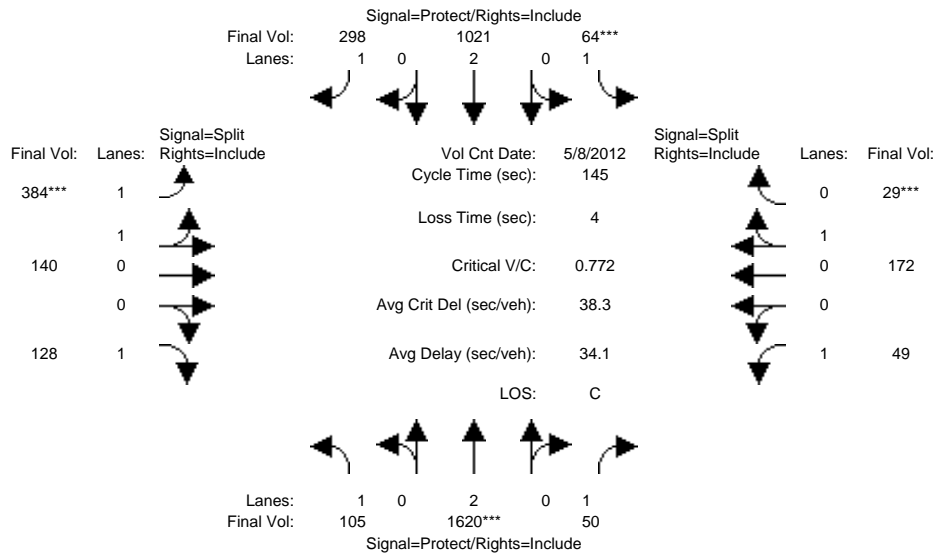 Signal=Protect/Rights=Include
Final Vol: 298 1021 64***
Lanes: 1 0 2 0 1
Signal=Split Signal=Split
Final Vol: Lanes: Rights=Include Vol Cnt Date: 5/8/2012 Rights=Include Lanes: Final Vol:
Cycle Time (sec): 145
384*** 1 0 29***
Loss Time (sec): 4
1 1
140 0 Critical V/C: 0.772 0 172
0 Avg Crit Del (sec/veh): 38.3 0
128 1 Avg Delay (sec/veh): 34.1 1 49
LOS: C
Lanes: 1 0 2 0 1
Final Vol: 105 1620*** 50
Signal=Protect/Rights=Include